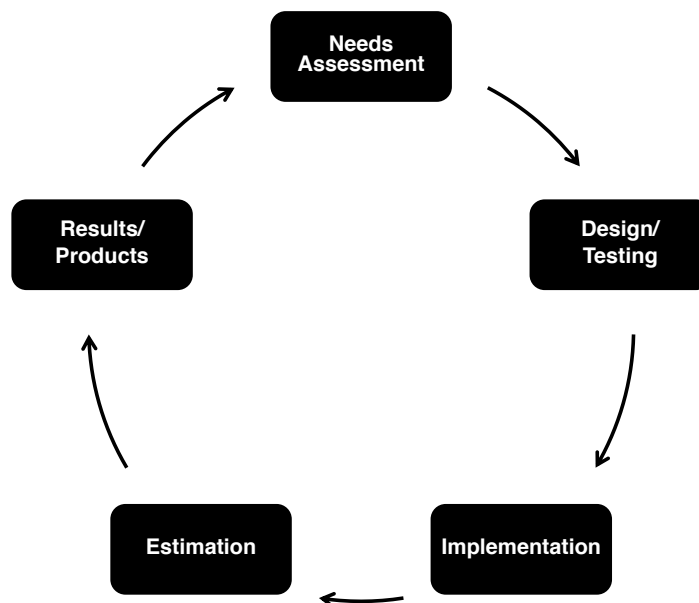 Needs
Assessment
Design/
Testing
Implementation
Estimation
Results/
Products